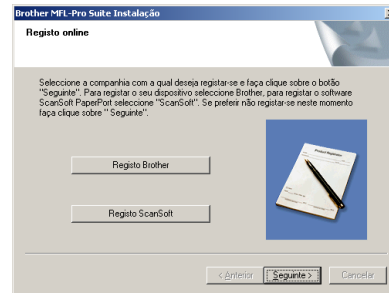 Brother MFL-Pro Suite Instalação
Registo online
Seleccione a companhia com a qual deseja registar-se e faça clique sobre o botão
"Seguinte". Para registar o seu dispositivo seleccione Brother, para registar o software
ScanSoft PaperPort seleccione "ScanSoft". Se preferir não registar-se neste momento
faça clique sobre " Seguinte".
Product Registration
Registo Brother
Registo ScanSoft
< Anterior
Seguinte >
Cancelar